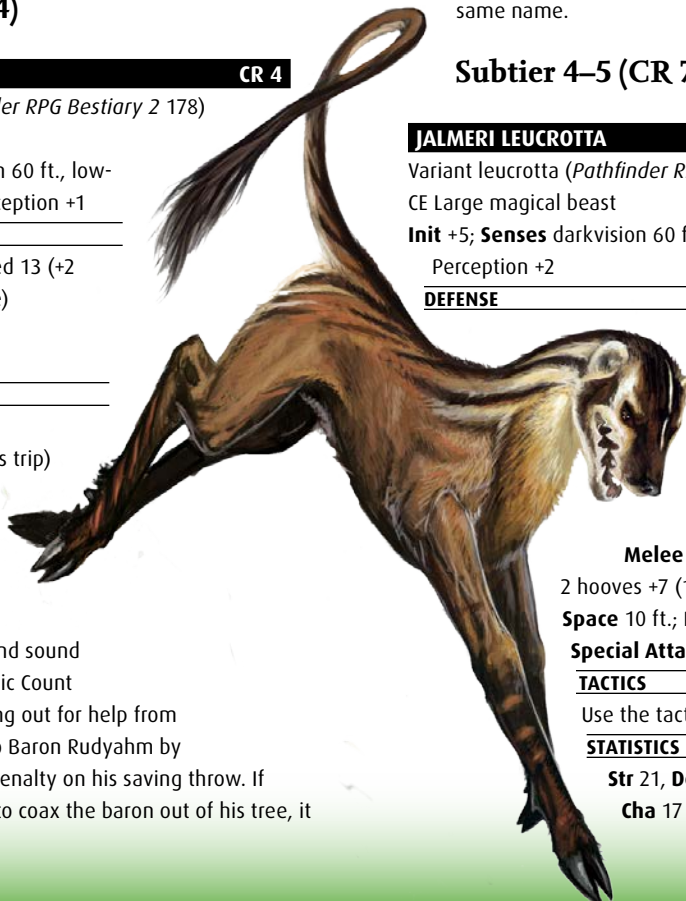 4)
CR 4
der RPG Bestiary 2 178)
n 60 ft., low-
ception +1
ed 13 (+2
)
s trip)
nd sound
ic Count
ng out for help from
o Baron Rudyahm by
enalty on his saving throw. If
to coax the baron out of his tree, it
same name.
Subtier 4–5 (CR 7
JALMERI LEUCROTTA
Variant leucrotta (Pathfinder R
CE Large magical beast
Init +5; Senses darkvision 60 f
Perception +2
DEFENSE
Melee
2 hooves +7 (1
Space 10 ft.;
Special Atta
TACTICS
Use the tact
STATISTICS
Str 21, D
Cha 17